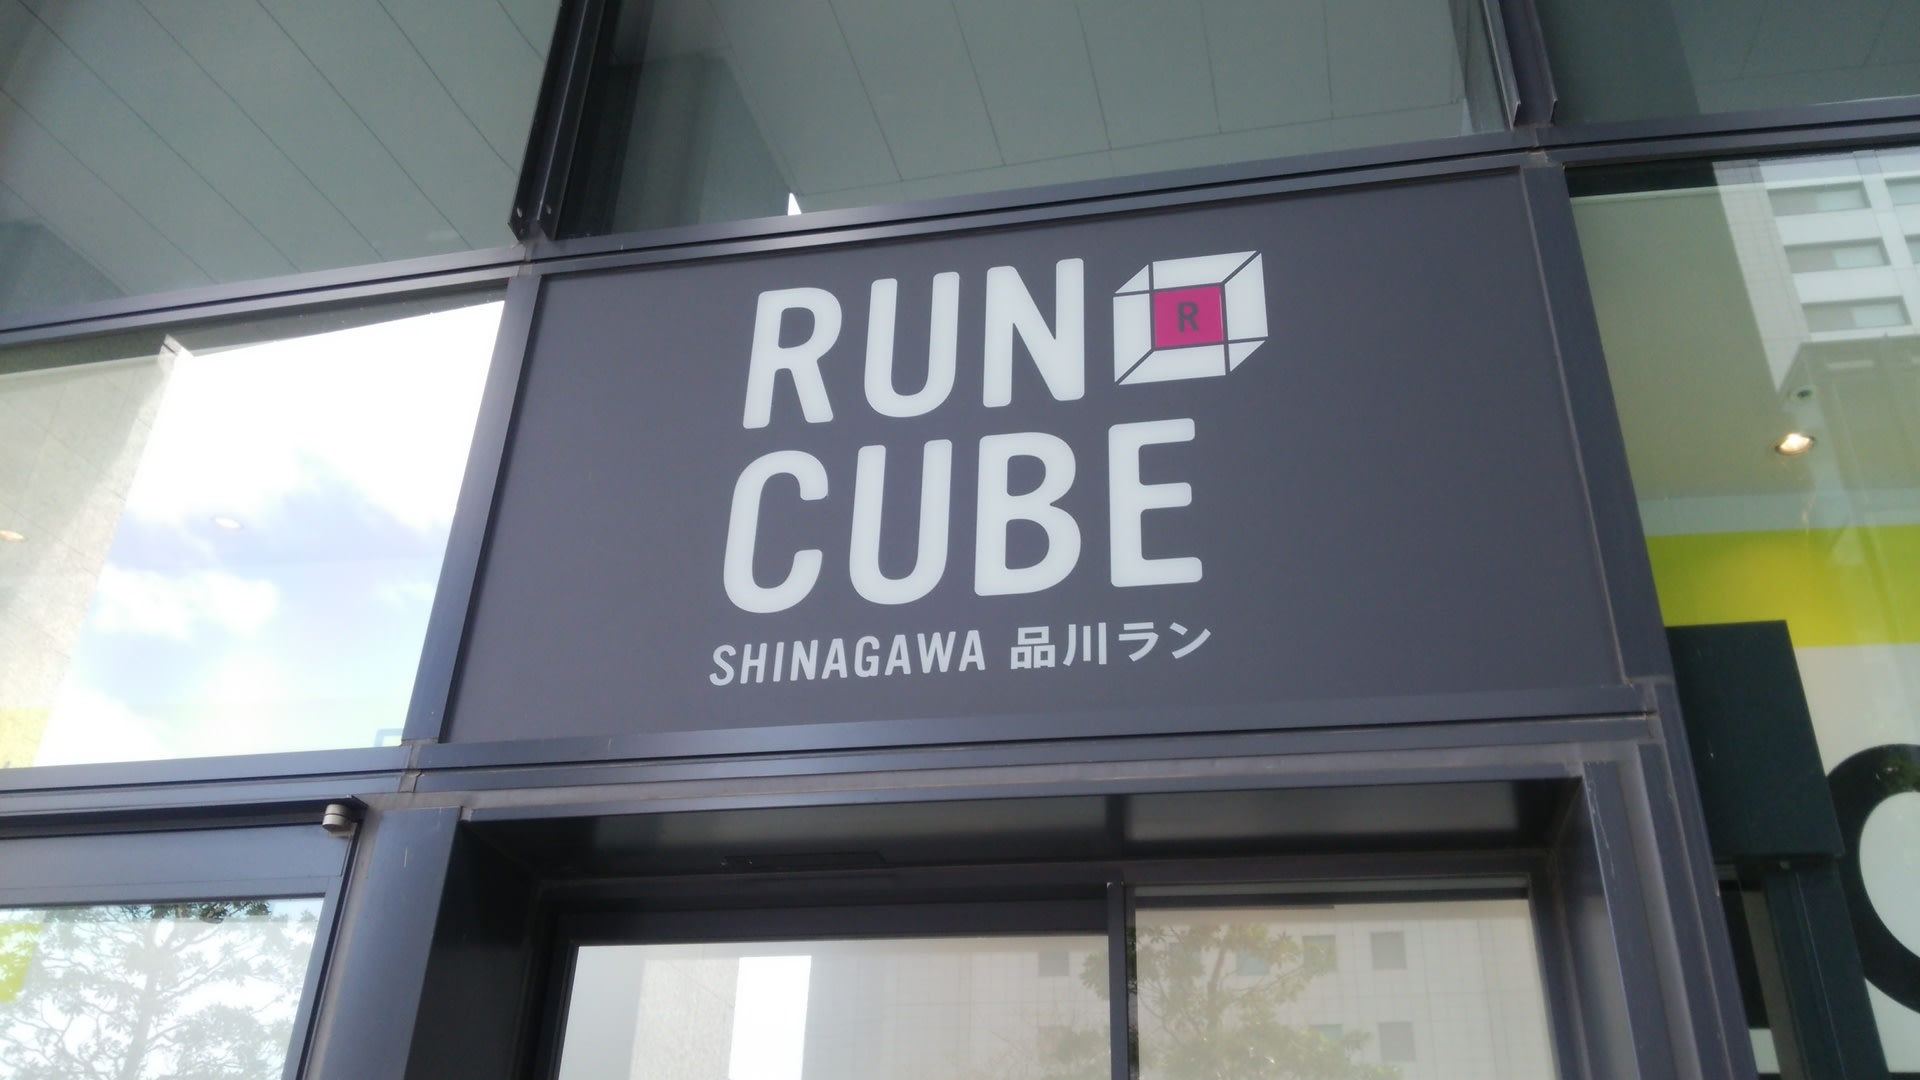 RUN R
CUBE
SHINAGAWA 品川ラン